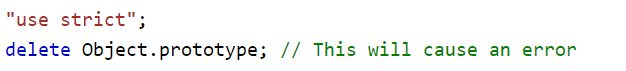 "use strict";
delete Object.prototype; // This will cause an error